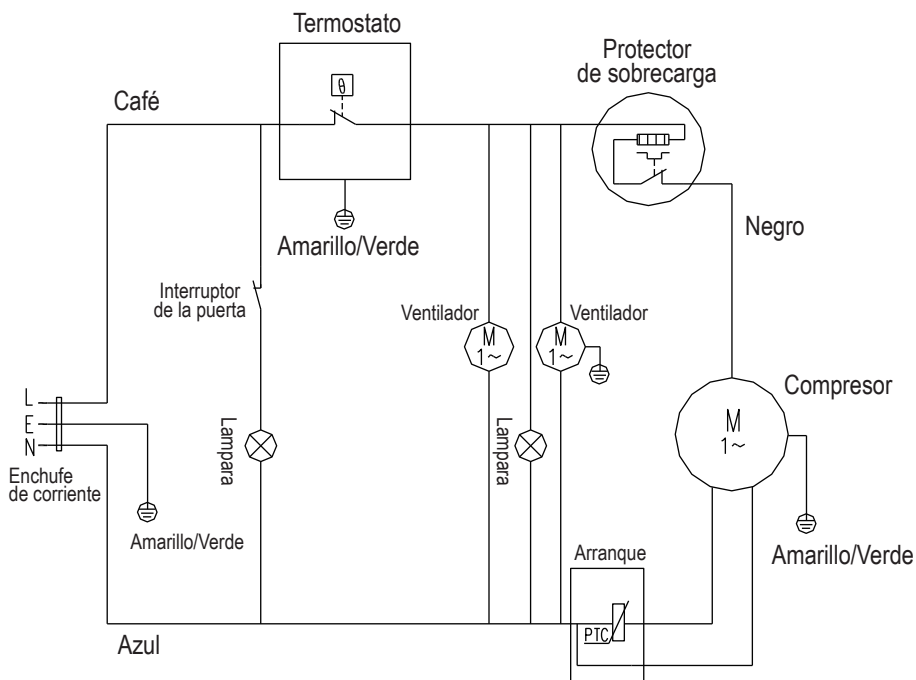 Termostato
Protector
de sobrecarga
θ
Café
Amarillo/Verde
Negro
Interruptor
de la puerta
Ventilador
M
1~
Ventilador
M
1~
Compresor
M
1~
L
E
N
Enchufe
de corriente
Lampara
Lampara
Amarillo/Verde
Arranque
Amarillo/Verde
PTC
Azul